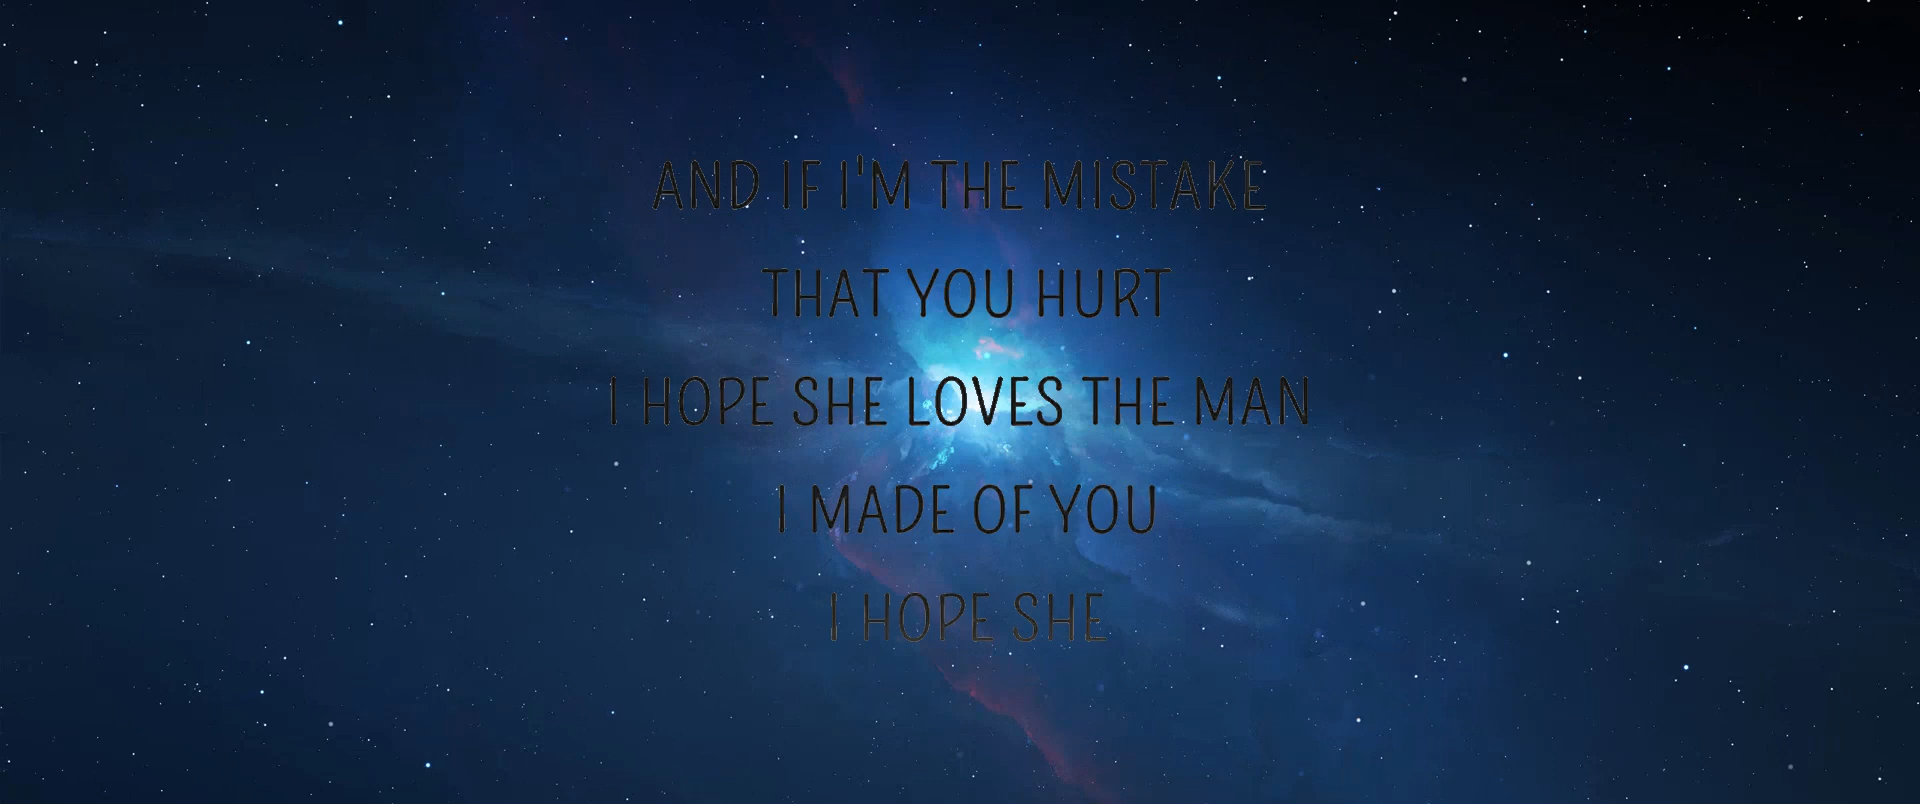 AND IF I'M THE MISTAKE
THAT YOU HURT
I HOPE SHE LOVES THE MAN
I MADE OF YOU
I HOPE SHE